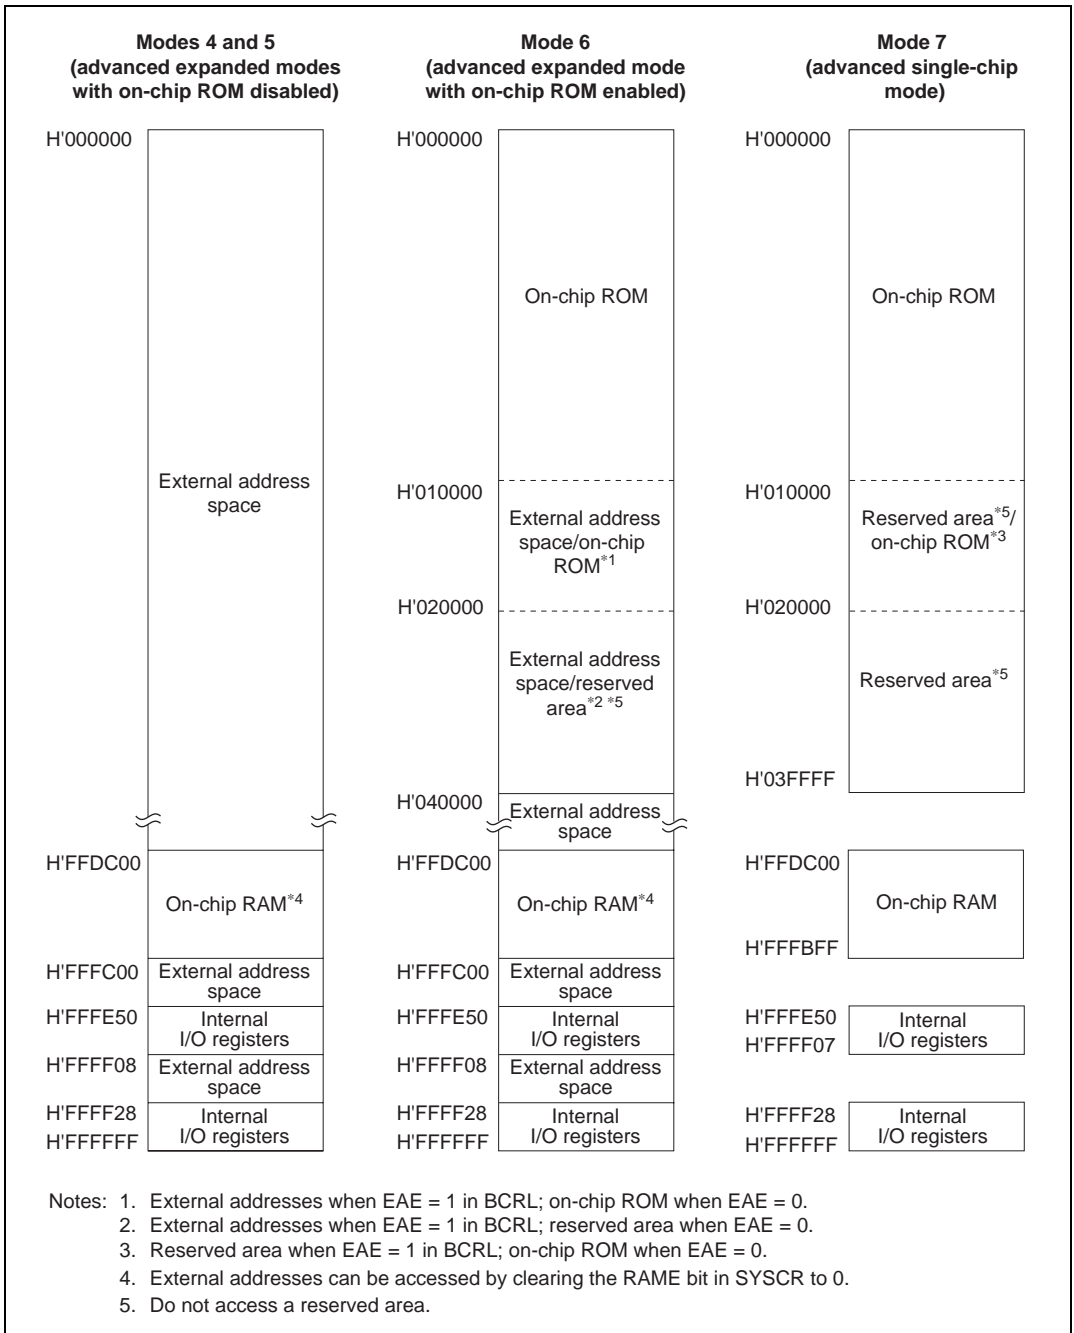 Modes 4 and 5
(advanced expanded modes
with on-chip ROM disabled)
H'000000
External address
space
H'FFDC00
On-chip RAM*4
H'FFFC00
External address
space
H'FFFE50
Internal
I/O registers
H'FFFF08
External address
space
H'FFFF28
Internal
I/O registers
H'FFFFFF
Mode 6
(advanced expanded mode
with on-chip ROM enabled)
H'000000
On-chip ROM
H'010000
External address
space/on-chip
ROM*1
H'020000
External address
space/reserved
area*2 *5
H'040000
External address
space
H'FFDC00
On-chip RAM*4
H'FFFC00
External address
space
H'FFFE50
Internal
I/O registers
H'FFFF08
External address
space
H'FFFF28
Internal
I/O registers
H'FFFFFF
Mode 7
(advanced single-chip
mode)
H'000000
On-chip ROM
H'010000
Reserved area*5/
on-chip ROM*3
H'020000
Reserved area*5
H'03FFFF
H'FFDC00
On-chip RAM
H'FFFBFF
H'FFFE50
Internal
I/O registers
H'FFFF07
H'FFFF28
Internal
I/O registers
H'FFFFFF
Notes: 1. External addresses when EAE = 1 in BCRL; on-chip ROM when EAE = 0.
2. External addresses when EAE = 1 in BCRL; reserved area when EAE = 0.
3. Reserved area when EAE = 1 in BCRL; on-chip ROM when EAE = 0.
4. External addresses can be accessed by clearing the RAME bit in SYSCR to 0.
5. Do not access a reserved area.